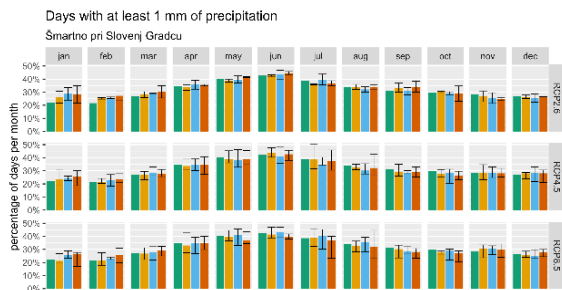 Days with at least 1 mm of precipitation
Šmartno pri Slovenj Gradcu
jan feb mar apr may jun jul aug sep oct nov dec
percentage of days per month
50%
40%
30%
20%
10%
0%
RCP2.6
50%
40%
30%
20%
10%
0%
RCP4.5
50%
40%
30%
20%
10%
0%
RCP8.5